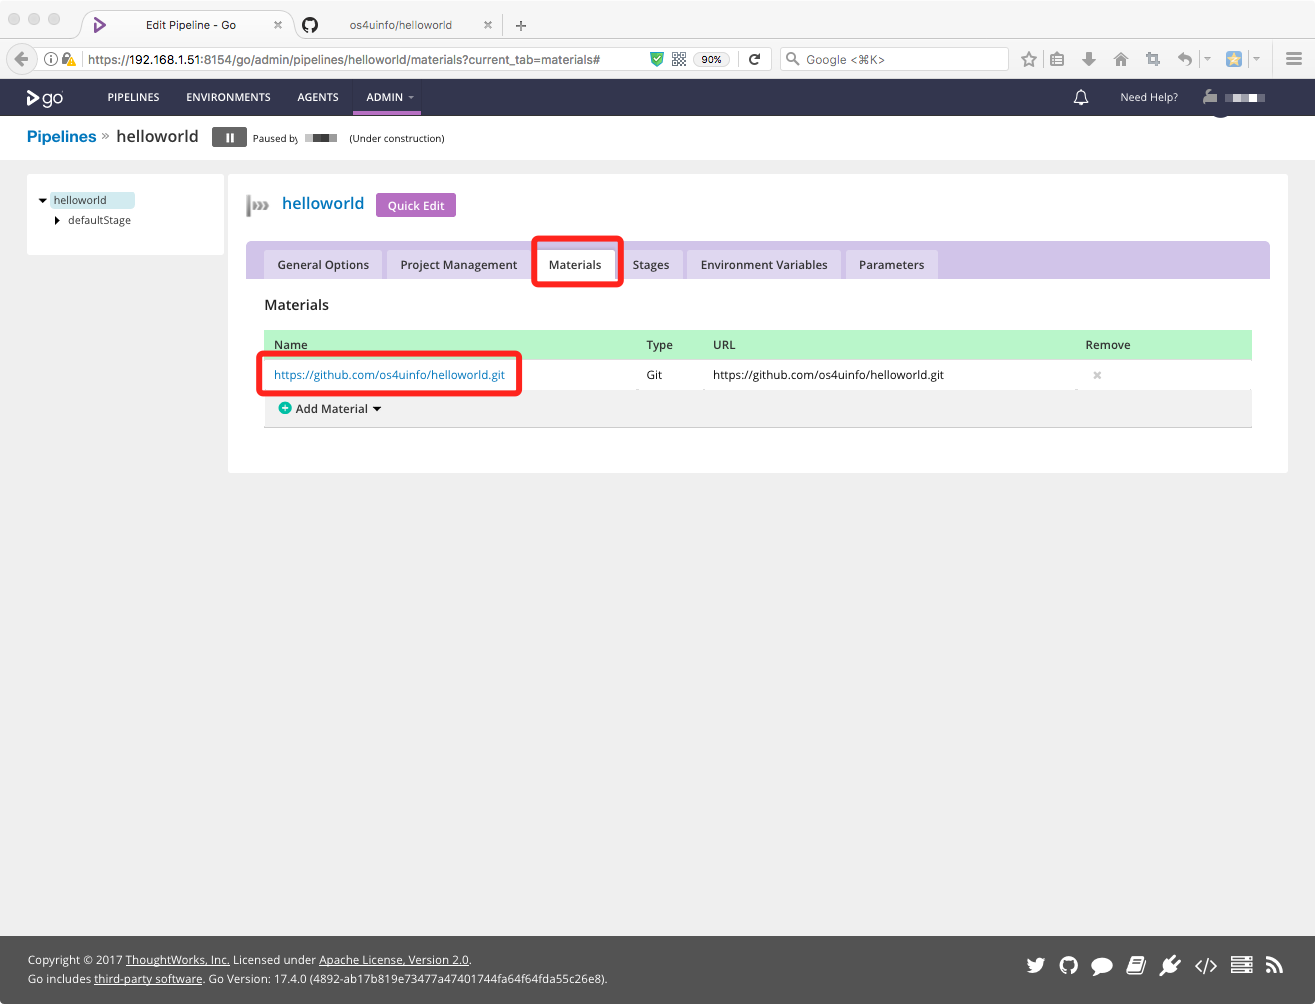 Edit Pipeline - Go
os4uinfo/helloworld
https://192.168.1.51:8154/go/admin/pipelines/helloworld/materials?current_tab=materials#
90%
Google <⌘K>
go
PIPELINES ENVIRONMENTS AGENTS ADMIN
Need Help?
Pipelines » helloworld
Paused by
(Under construction)
helloworld
defaultStage
helloworld
Quick Edit
General Options Project Management Materials Stages Environment Variables Parameters
Materials
Name Type URL Remove
https://github.com/os4uinfo/helloworld.git Git https://github.com/os4uinfo/helloworld.git
Add Material
Copyright © 2017 ThoughtWorks, Inc. Licensed under Apache License, Version 2.0.
Go includes third-party software. Go Version: 17.4.0 (4892-ab17b819e73477a47401744fa64f64fda55c26e8).